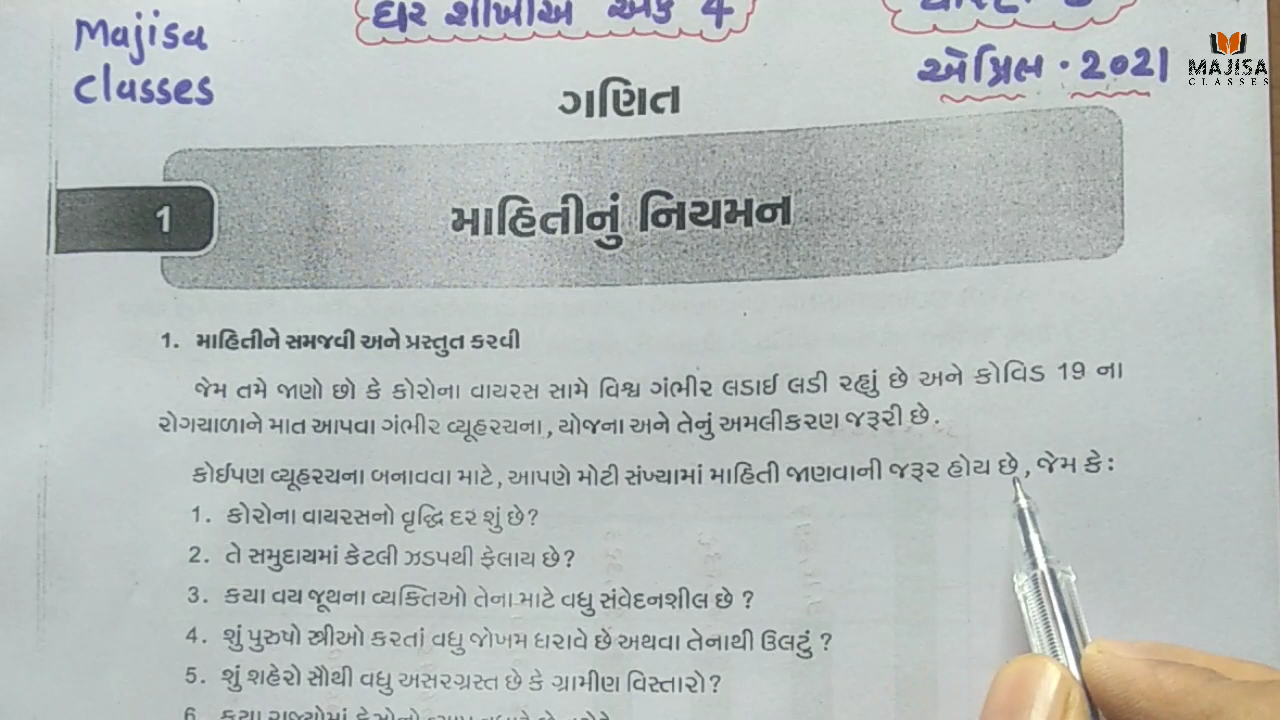 Majisa
Classes
ઘરે શીખીએ અંક 4
એપ્રિલ . 2021
MAJISA
CLASSES
ગણિત
1
માહિતીનું નિયમન
1. માહિતીને સમજવી અને પ્રસ્તુત કરવી
જેમ તમે જાણો છો કે કોરોના વાયરસ સામે વિશ્વ ગંભીર લડાઈ લડી રહ્યું છે અને કોવિડ 19 ના
રોગચાળાને માત આપવા ગંભીર વ્યૂહરચના, યોજના અને તેનું અમલીકરણ જરૂરી છે.
કોઈપણ વ્યૂહરચના બનાવવા માટે, આપણે મોટી સંખ્યામાં માહિતી જાણવાની જરૂર હોય છે, જેમ કે:
1. કોરોના વાયરસનો વૃદ્ધિ દર શું છે?
2. તે સમુદાયમાં કેટલી ઝડપથી ફેલાય છે?
3. કયા વય જૂથના વ્યક્તિઓ તેના માટે વધુ સંવેદનશીલ છે ?
4. શું પુરુષો સ્ત્રીઓ કરતાં વધુ જોખમ ધરાવે છે અથવા તેનાથી ઉલટું ?
5. શું શહેરો સૌથી વધુ અસરગ્રસ્ત છે કે ગ્રામીણ વિસ્તારો?
6. કયા રાજ્યોમાં